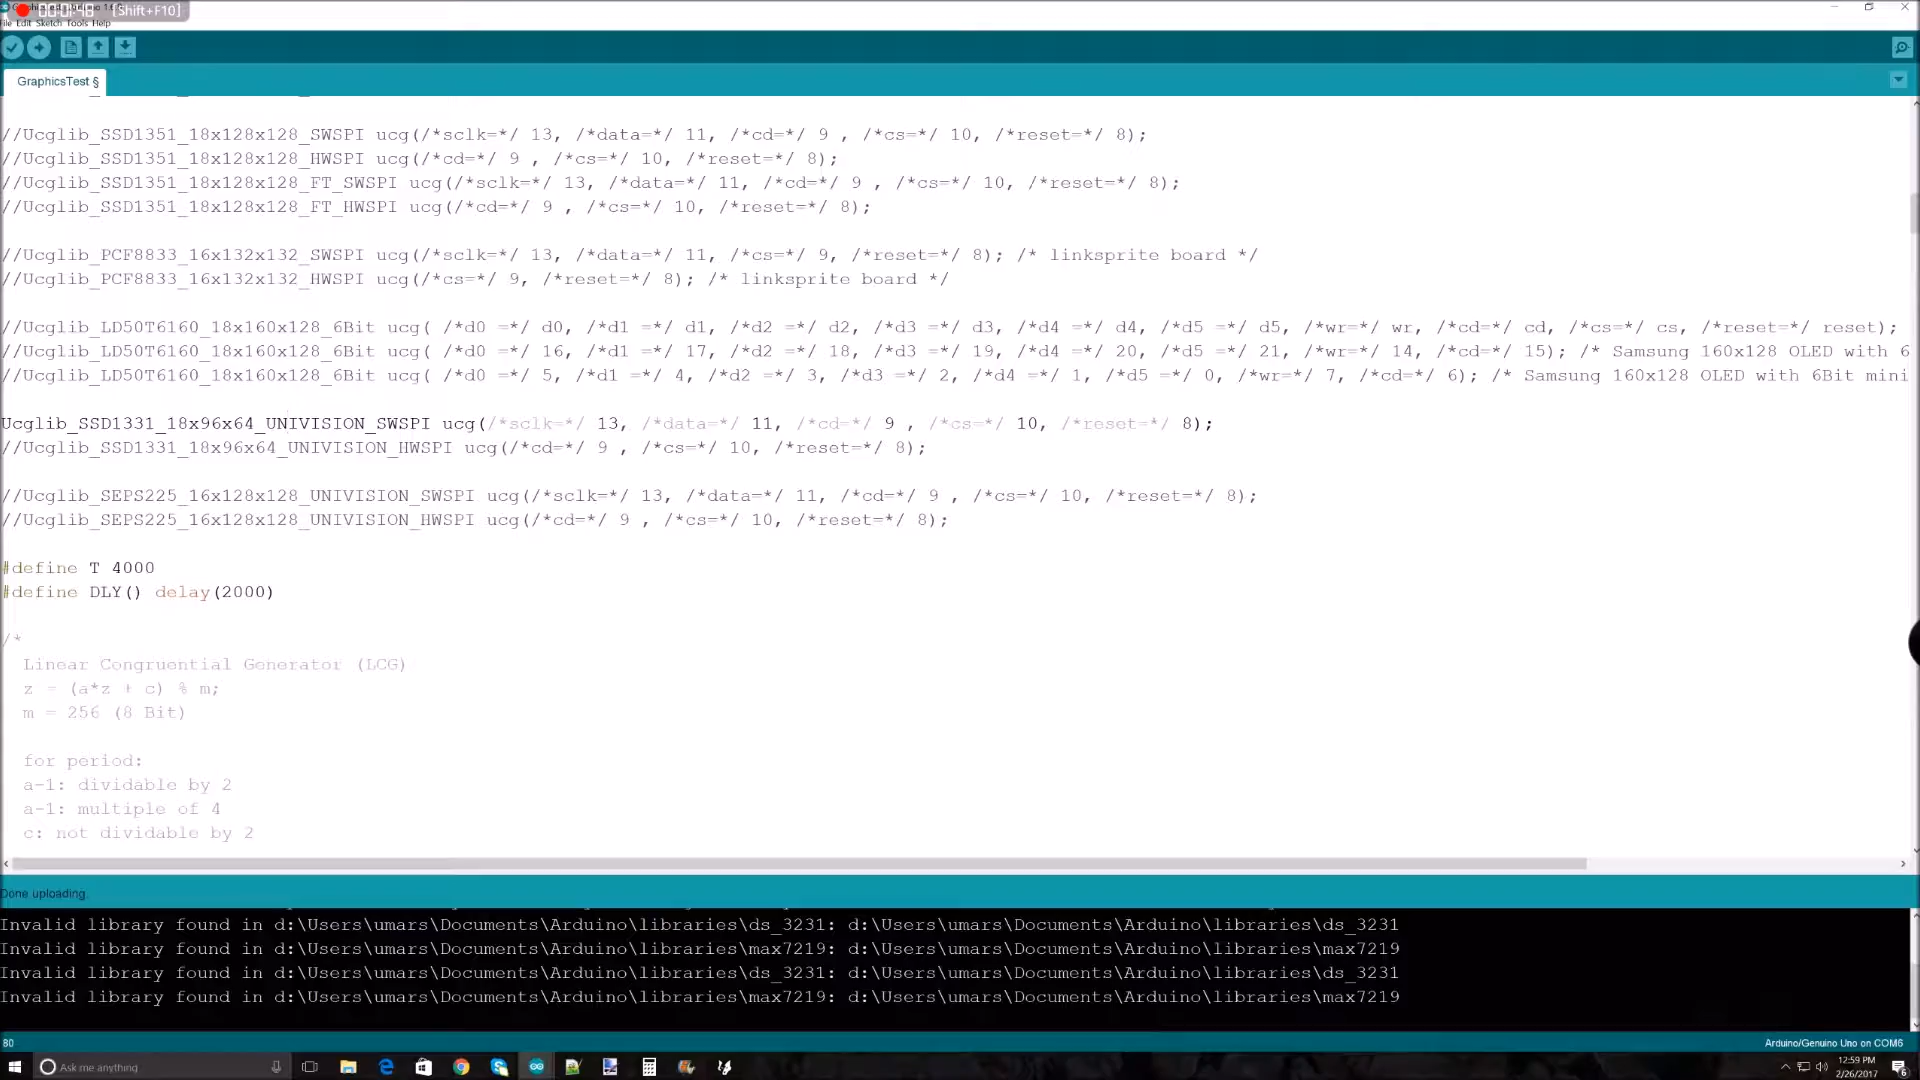 [Shift+F10]
File Edit Sketch Tools Help
GraphicsTest §
//Ucglib_SSD1351_18x128x128_SWSPI ucg(/*sclk=*/ 13, /*data=*/ 11, /*cd=*/ 9 , /*cs=*/ 10, /*reset=*/ 8);
//Ucglib_SSD1351_18x128x128_HWSPI ucg(/*cd=*/ 9 , /*cs=*/ 10, /*reset=*/ 8);
//Ucglib_SSD1351_18x128x128_FT_SWSPI ucg(/*sclk=*/ 13, /*data=*/ 11, /*cd=*/ 9 , /*cs=*/ 10, /*reset=*/ 8);
//Ucglib_SSD1351_18x128x128_FT_HWSPI ucg(/*cd=*/ 9 , /*cs=*/ 10, /*reset=*/ 8);
//Ucglib_PCF8833_16x132x132_SWSPI ucg(/*sclk=*/ 13, /*data=*/ 11, /*cs=*/ 9, /*reset=*/ 8); /* linksprite board */
//Ucglib_PCF8833_16x132x132_HWSPI ucg(/*cs=*/ 9, /*reset=*/ 8); /* linksprite board */
//Ucglib_LD50T6160_18x160x128_6Bit ucg( /*d0 =*/ d0, /*d1 =*/ d1, /*d2 =*/ d2, /*d3 =*/ d3, /*d4 =*/ d4, /*d5 =*/ d5, /*wr=*/ wr, /*cd=*/ cd, /*cs=*/ cs, /*reset=*/ reset);
//Ucglib_LD50T6160_18x160x128_6Bit ucg( /*d0 =*/ 16, /*d1 =*/ 17, /*d2 =*/ 18, /*d3 =*/ 19, /*d4 =*/ 20, /*d5 =*/ 21, /*wr=*/ 14, /*cd=*/ 15); /* Samsung 160x128 OLED with 6
//Ucglib_LD50T6160_18x160x128_6Bit ucg( /*d0 =*/ 5, /*d1 =*/ 4, /*d2 =*/ 3, /*d3 =*/ 2, /*d4 =*/ 1, /*d5 =*/ 0, /*wr=*/ 7, /*cd=*/ 6); /* Samsung 160x128 OLED with 6Bit mini
Ucglib_SSD1331_18x96x64_UNIVISION_SWSPI ucg(/*sclk=*/ 13, /*data=*/ 11, /*cd=*/ 9 , /*cs=*/ 10, /*reset=*/ 8);
//Ucglib_SSD1331_18x96x64_UNIVISION_HWSPI ucg(/*cd=*/ 9 , /*cs=*/ 10, /*reset=*/ 8);
//Ucglib_SEPS225_16x128x128_UNIVISION_SWSPI ucg(/*sclk=*/ 13, /*data=*/ 11, /*cd=*/ 9 , /*cs=*/ 10, /*reset=*/ 8);
//Ucglib_SEPS225_16x128x128_UNIVISION_HWSPI ucg(/*cd=*/ 9 , /*cs=*/ 10, /*reset=*/ 8);
#define T 4000
#define DLY() delay(2000)
/*
Linear Congruential Generator (LCG)
z = (a*z + c) % m;
m = 256 (8 Bit)
for period:
a-1: dividable by 2
a-1: multiple of 4
c: not dividable by 2
Done uploading.
Invalid library found in d:\Users\umars\Documents\Arduino\libraries\ds_3231: d:\Users\umars\Documents\Arduino\libraries\ds_3231
Invalid library found in d:\Users\umars\Documents\Arduino\libraries\max7219: d:\Users\umars\Documents\Arduino\libraries\max7219
Invalid library found in d:\Users\umars\Documents\Arduino\libraries\ds_3231: d:\Users\umars\Documents\Arduino\libraries\ds_3231
Invalid library found in d:\Users\umars\Documents\Arduino\libraries\max7219: d:\Users\umars\Documents\Arduino\libraries\max7219
80
Arduino/Genuino Uno on COM6
Ask me anything
12:59 PM
2/26/2017